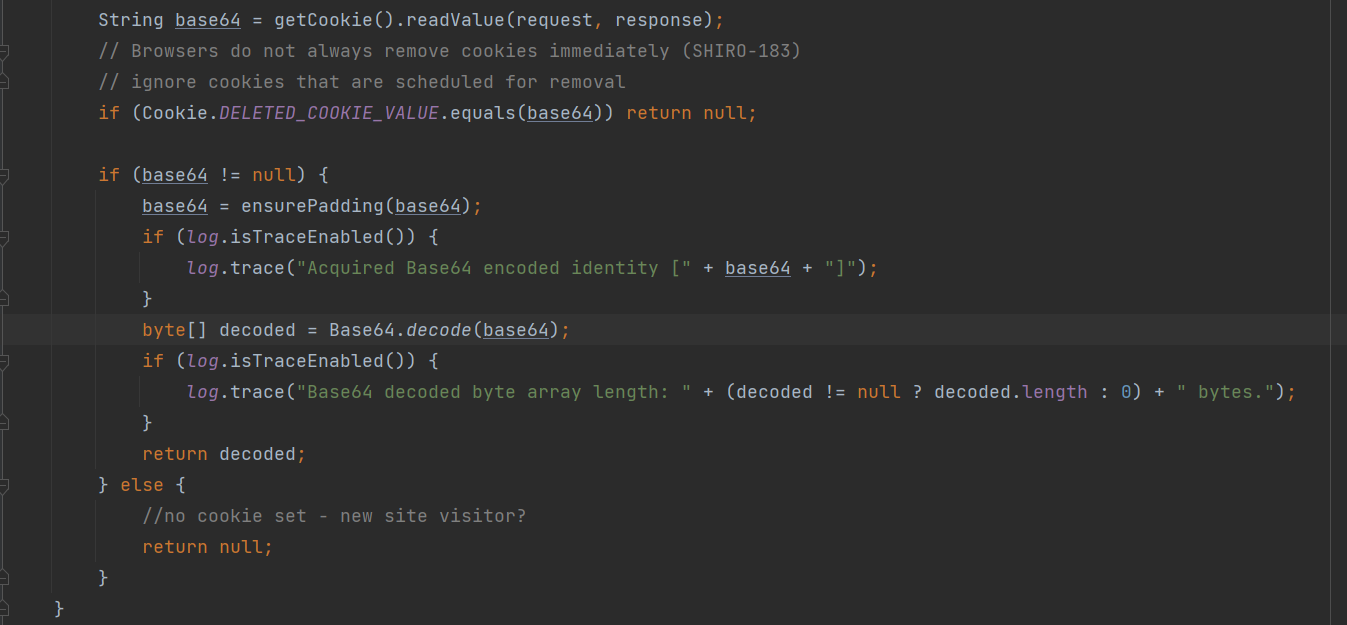 String base64 = getCookie().readValue(request, response);
// Browsers do not always remove cookies immediately (SHIRO-183)
// ignore cookies that are scheduled for removal
if (Cookie.DELETED_COOKIE_VALUE.equals(base64)) return null;
if (base64 != null) {
base64 = ensurePadding(base64);
if (log.isTraceEnabled()) {
log.trace("Acquired Base64 encoded identity [" + base64 + "]");
}
byte[] decoded = Base64.decode(base64);
if (log.isTraceEnabled()) {
log.trace("Base64 decoded byte array length: " + (decoded != null ? decoded.length : 0) + " bytes.");
}
return decoded;
} else {
//no cookie set - new site visitor?
return null;
}
}